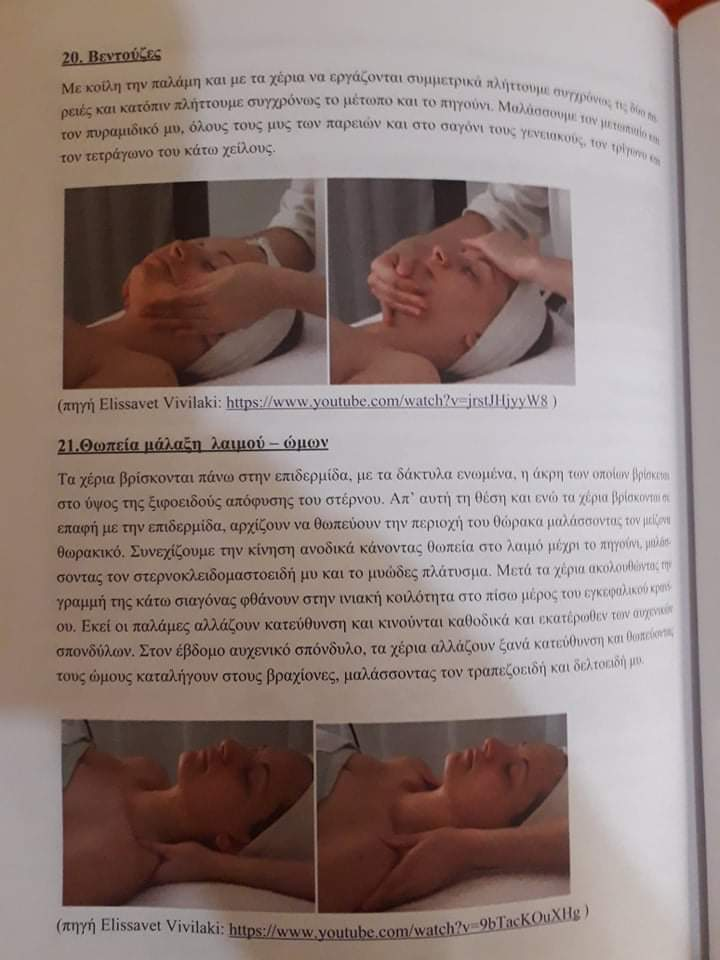 20. Βεντούζες
Με κοίλη την παλάμη και με τα χέρια να εργάζονται συμμετρικά πλήττουμε συγχρόνως τις δύο πα-
ρειές και κατόπιν πλήττουμε συγχρόνως το μέτωπο και το πηγούνι. Μαλάσσουμε τον μετωπιαίο και
τον πυραμιδικό μυ, όλους τους μυς των παρειών και στο σαγόνι τους γενειακούς, τον τρίγωνο και
τον τετράγωνο του κάτω χείλους.
(πηγή Elissavet Vivilaki: https://www.youtube.com/watch?v=jrstJHjyyW8 )
21.Θωπεία μάλαξη λαιμού – ώμων
Τα χέρια βρίσκονται πάνω στην επιδερμίδα, με τα δάκτυλα ενωμένα, η άκρη των οποίων βρίσκεται
στο ύψος της ξιφοειδούς απόφυσης του στέρνου. Απ’ αυτή τη θέση και ενώ τα χέρια βρίσκονται σε
επαφή με την επιδερμίδα, αρχίζουν να θωπεύουν την περιοχή του θώρακα μαλάσσοντας τον μείζονα
θωρακικό. Συνεχίζουμε την κίνηση ανοδικά κάνοντας θωπεία στο λαιμό μέχρι το πηγούνι, μαλάσ-
σοντας τον στερνοκλειδομαστοειδή μυ και το μυώδες πλάτυσμα. Μετά τα χέρια ακολουθώντας την
γραμμή της κάτω σιαγόνας φθάνουν στην ινιακή κοιλότητα στο πίσω μέρος του εγκεφαλικού κρανί-
ου. Εκεί οι παλάμες αλλάζουν κατεύθυνση και κινούνται καθοδικά και εκατέρωθεν των αυχενικών
σπονδύλων. Στον έβδομο αυχενικό σπόνδυλο, τα χέρια αλλάζουν ξανά κατεύθυνση και θωπεύοντας
τους ώμους καταλήγουν στους βραχίονες, μαλάσσοντας τον τραπεζοειδή και δελτοειδή μυ.
(πηγή Elissavet Vivilaki: https://www.youtube.com/watch?v=9bTacKOuXHg )